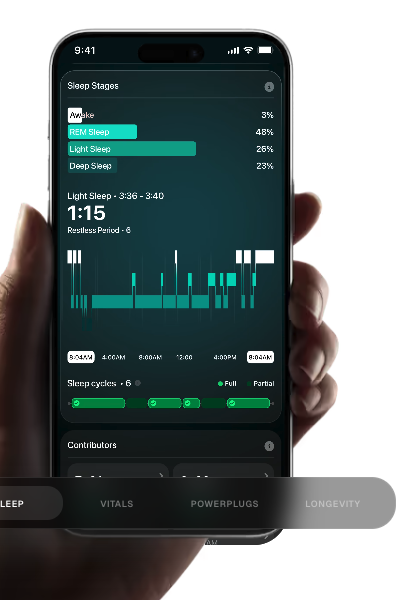 9:41
Sleep Stages
Awake 3%
REM Sleep 48%
Light Sleep 26%
Deep Sleep 23%
Light Sleep • 3:36 - 3:40
1:15
Restless Period • 6
8:04AM 4:00AM 8:00AM 12:00 4:00PM 8:04AM
Sleep cycles • 6 Full Partial
Contributors
LEEP VITALS POWERPLUGS LONGEVITY